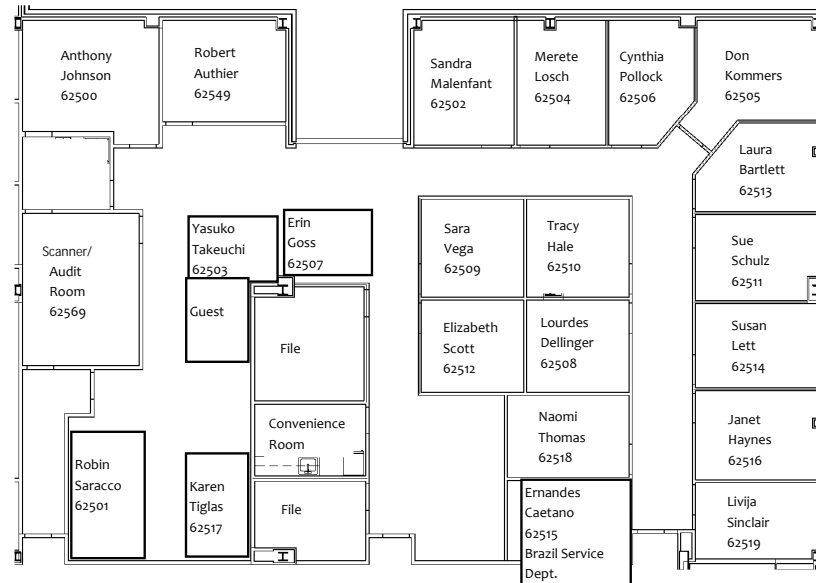 Anthony
Johnson
62500
Robert
Authier
62549
Sandra
Malenfant
62502
Merete
Losch
62504
Cynthia
Pollock
62506
Don
Kommers
62505
Laura
Bartlett
62513
Scanner/
Audit
Room
62569
Yasuko
Takeuchi
62503
Erin
Goss
62507
Sara
Vega
62509
Tracy
Hale
62510
Sue
Schulz
62511
Guest
File
Elizabeth
Scott
62512
Lourdes
Dellinger
62508
Susan
Lett
62514
Convenience
Room
Naomi
Thomas
62518
Janet
Haynes
62516
Robin
Saracco
62501
Karen
Tiglas
62517
File
Ernandes
Caetano
62515
Brazil Service
Dept.
Livija
Sinclair
62519